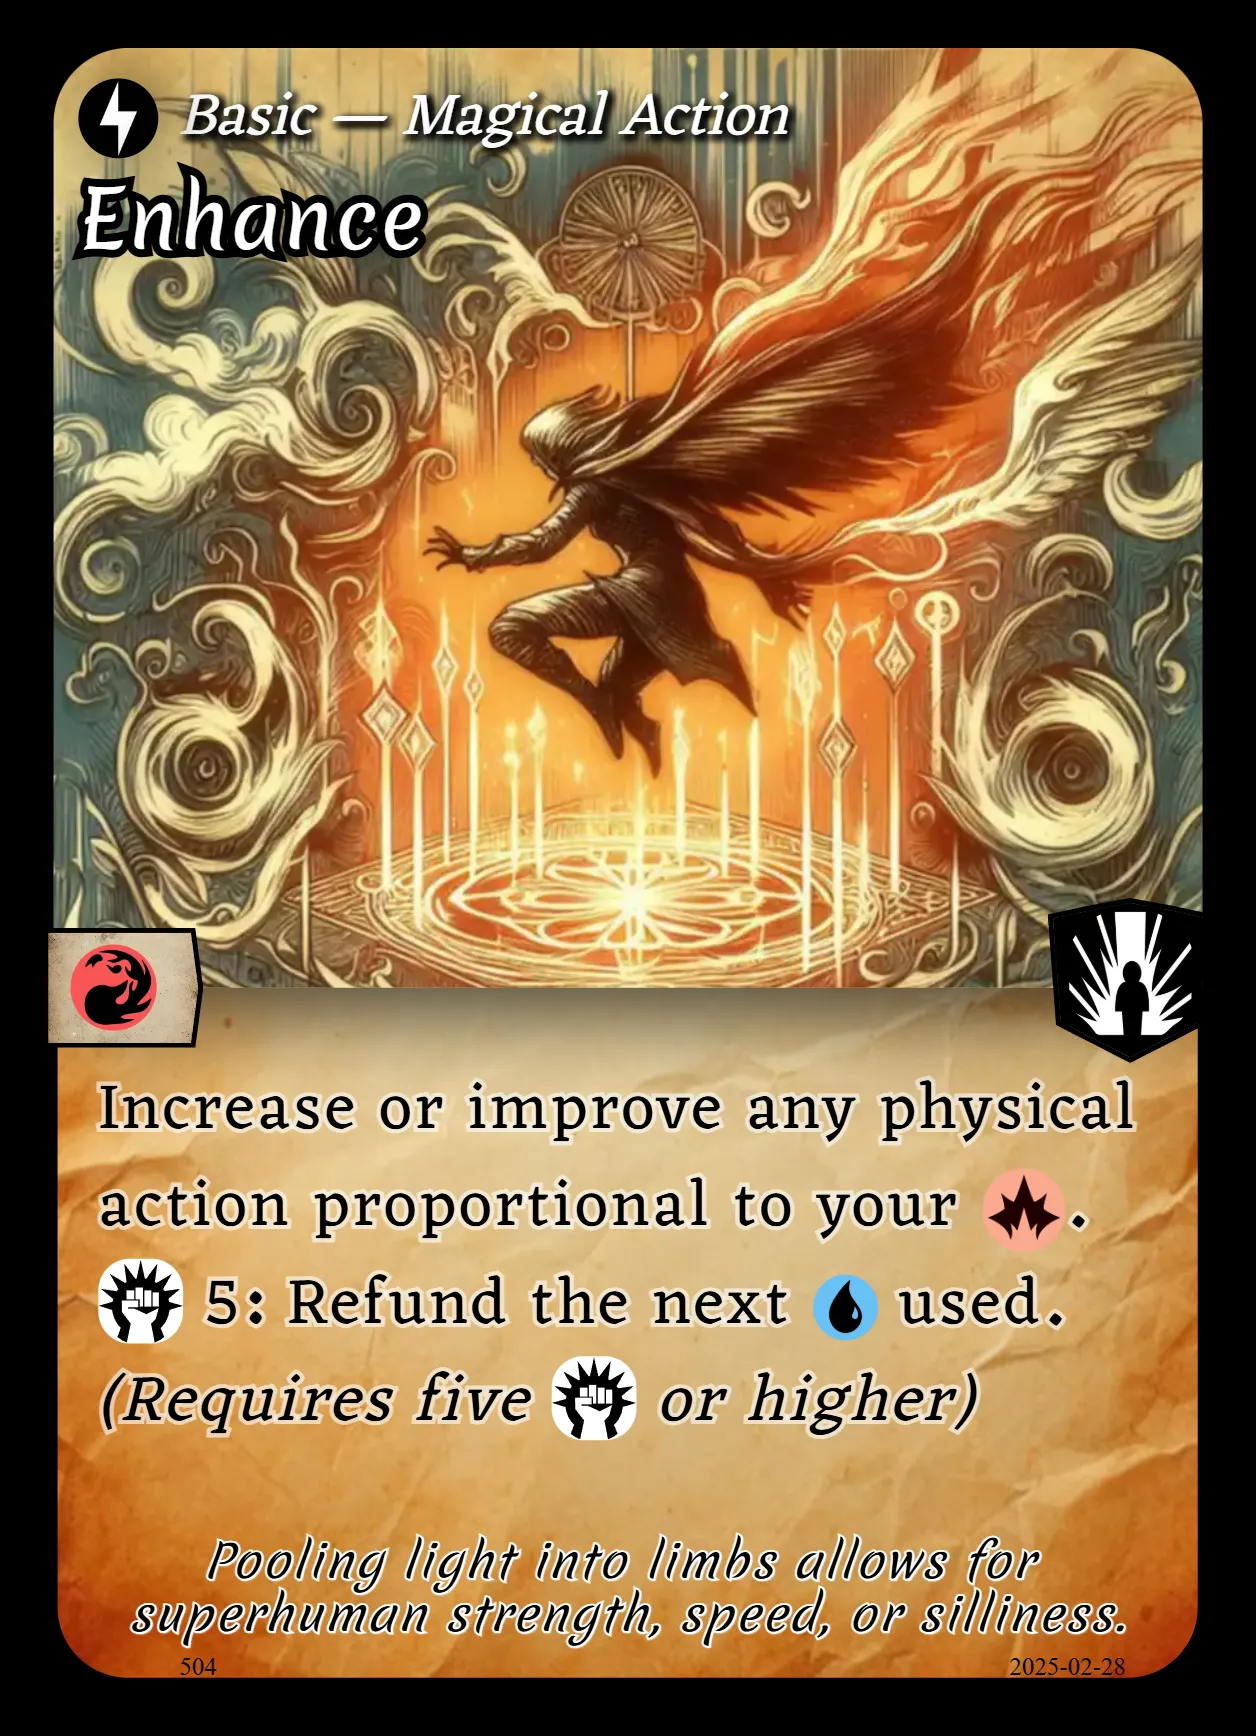 Basic — Magical Action
Enhance
Increase or improve any physical
action proportional to your .
5: Refund the next used.
(Requires five or higher)
Pooling light into limbs allows for
superhuman strength, speed, or silliness.
504
2025-02-28